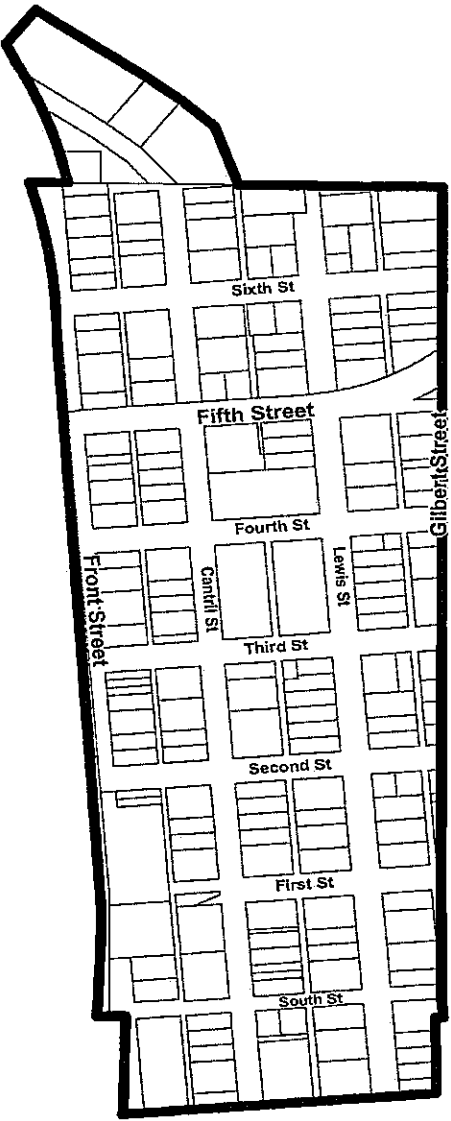 Sixth St
Fifth Street
Gilbert Street
Fourth St
Front Street
Cantril St
Lewis St
Third St
Second St
First St
South St